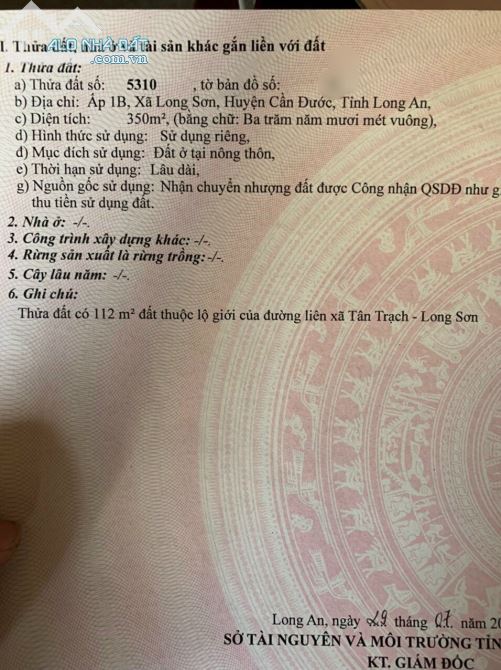 I. Thửa đất, nhà ở và tài sản khác gắn liền với đất
ALO NHÀ ĐẤT
.com.vn
1. Thửa đất:
a) Thửa đất số: 5310 , tờ bản đồ số:
b) Địa chỉ: Ấp 1B, Xã Long Sơn, Huyện Cần Đước, Tỉnh Long An,
c) Diện tích: 350m², (bằng chữ: Ba trăm năm mươi mét vuông),
d) Hình thức sử dụng: Sử dụng riêng,
đ) Mục đích sử dụng: Đất ở tại nông thôn,
e) Thời hạn sử dụng: Lâu dài,
g) Nguồn gốc sử dụng: Nhận chuyển nhượng đất được Công nhận QSDĐ như g
thu tiền sử dụng đất.
2. Nhà ở: -/-.
3. Công trình xây dựng khác: -/-.
4. Rừng sản xuất là rừng trồng: -/-.
5. Cây lâu năm: -/-.
6. Ghi chú:
Thửa đất có 112 m² đất thuộc lộ giới của đường liên xã Tân Trạch - Long Sơn
Long An, ngày 29 tháng 07. năm 20
SỞ TÀI NGUYÊN VÀ MÔI TRƯỜNG TỈN
KT. GIÁM ĐỐC